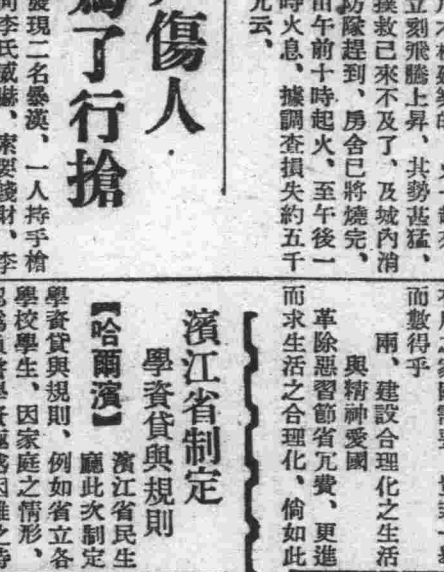 立刻飛騰上昇、其勢甚猛、
撲救已來不及了、及城內消
防隊趕到、房舍已將燒完、
由午前十時起火、至午後一
時火息、據調查損失約五千
元云、
傷人
為了行搶
發現二名暴漢、一人持手槍
向李氏威嚇、索要錢財、李
而數得乎
兩、建設合理化之生活
與精神愛國
革除惡習節省冗費、更進
而求生活之合理化、倘如此
濱江省制定
學資貸與規則
【哈爾濱】
濱江省民生
廳此次制定
學資貸與規則、例如省立各
學校學生、因家庭之情形、